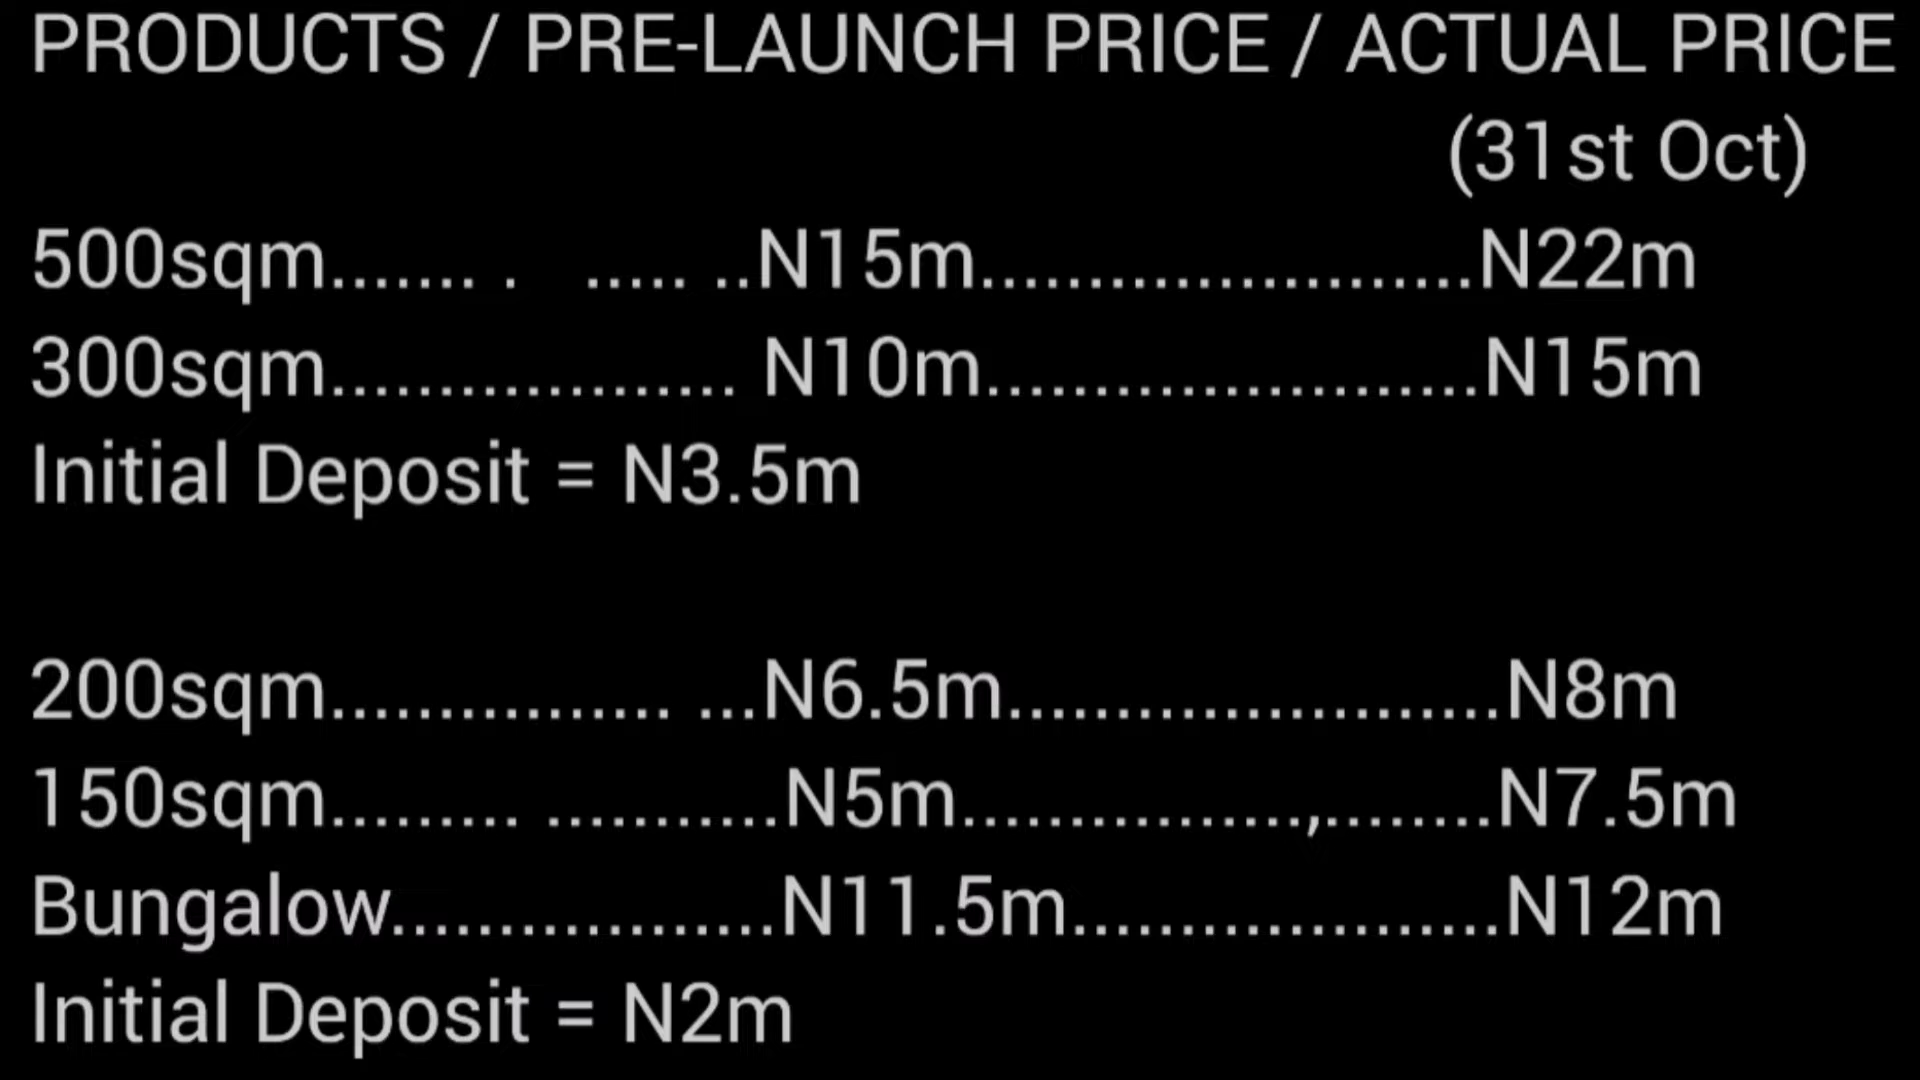 PRODUCTS / PRE-LAUNCH PRICE / ACTUAL PRICE
(31st Oct)
500sqm....... .   ..... ..N15m.......................N22m
300sqm................... N10m.......................N15m
Initial Deposit = N3.5m
200sqm................ ...N6.5m.......................N8m
150sqm......... ...........N5m................,........N7.5m
Bungalow..................N11.5m....................N12m
Initial Deposit = N2m